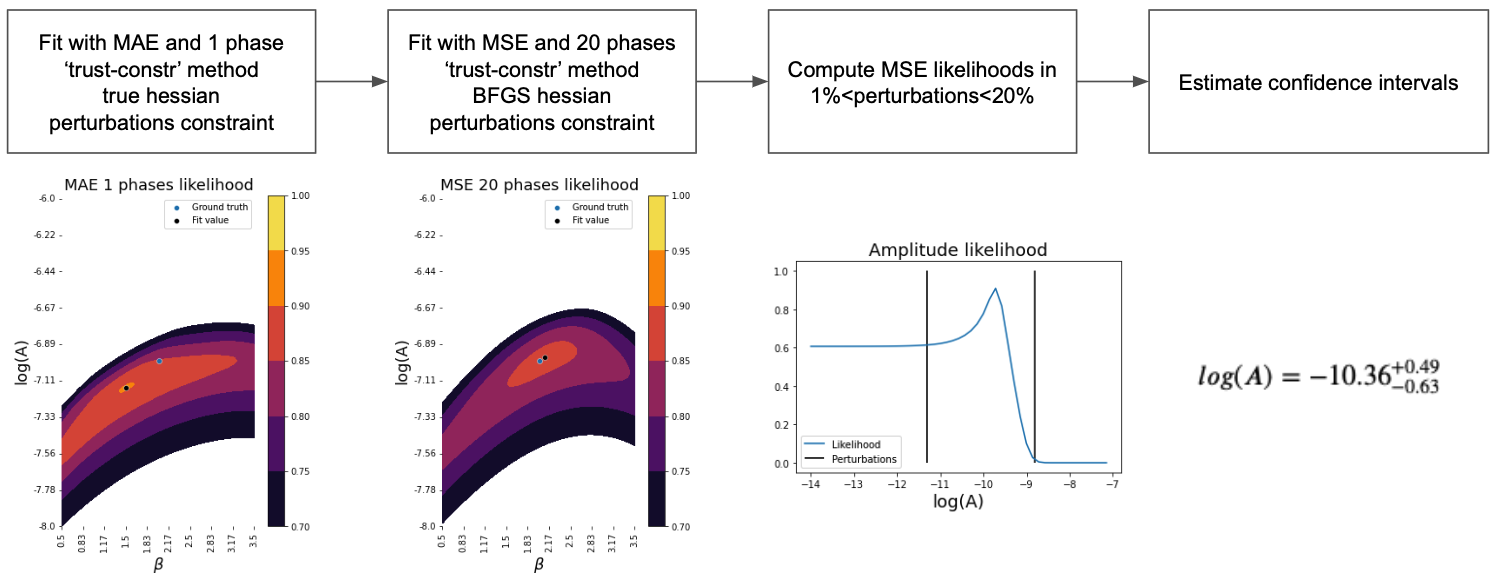 Fit with MAE and 1 phase
‘trust-constr’ method
true hessian
perturbations constraint
Fit with MSE and 20 phases
‘trust-constr’ method
BFGS hessian
perturbations constraint
Compute MSE likelihoods in
1%<perturbations<20%
Estimate confidence intervals
MAE 1 phases likelihood
Ground truth
Fit value
log(A)
-6.0
-6.22
-6.44
-6.67
-6.89
-7.11
-7.33
-7.56
-7.78
-8.0
0.5 0.83 1.17 1.5 1.83 2.17 2.5 2.83 3.17 3.5
β
1.00
0.95
0.90
0.85
0.80
0.75
0.70
MSE 20 phases likelihood
Ground truth
Fit value
log(A)
-6.0
-6.22
-6.44
-6.67
-6.89
-7.11
-7.33
-7.56
-7.78
-8.0
0.5 0.83 1.17 1.5 1.83 2.17 2.5 2.83 3.17 3.5
β
1.00
0.95
0.90
0.85
0.80
0.75
0.70
Amplitude likelihood
1.0
0.8
0.6
0.4
0.2
0.0
Likelihood
Perturbations
−14 −13 −12 −11 −10 −9 −8 −7
log(A)
log(A) = −10.36+0.49−0.63